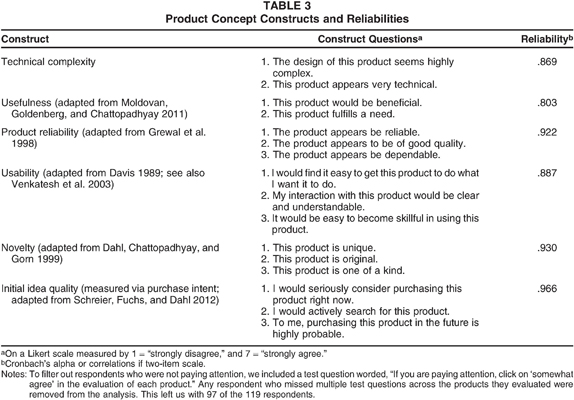 TABLE 3
Product Concept Constructs and Reliabilities
Construct Construct Questionsa Reliabilityb
Technical complexity 1. The design of this product seems highly .869
complex.
2. This product appears very technical.
Usefulness (adapted from Moldovan, 1. This product would be beneficial. .803
Goldenberg, and Chattopadhyay 2011) 2. This product fulfills a need.
Product reliability (adapted from Grewal et al. 1. The product appears be reliable. .922
1998) 2. The product appears to be of good quality.
3. The product appears be dependable.
Usability (adapted from Davis 1989; see also 1. I would find it easy to get this product to do what .887
Venkatesh et al. 2003) I want it to do.
2. My interaction with this product would be clear
and understandable.
3. It would be easy to become skillful in using this
product.
Novelty (adapted from Dahl, Chattopadhyay, and 1. This product is unique. .930
Gorn 1999) 2. This product is original.
3. This product is one of a kind.
Initial idea quality (measured via purchase intent; 1. I would seriously consider purchasing this .966
adapted from Schreier, Fuchs, and Dahl 2012) product right now.
2. I would actively search for this product.
3. To me, purchasing this product in the future is
highly probable.
aOn a Likert scale measured by 1 = “strongly disagree,” and 7 = “strongly agree.”
bCronbach’s alpha or correlations if two-item scale.
Notes: To filter out respondents who were not paying attention, we included a test question worded, “If you are paying attention, click on ‘somewhat
agree’ in the evaluation of each product.” Any respondent who missed multiple test questions across the products they evaluated were
removed from the analysis. This left us with 97 of the 119 respondents.